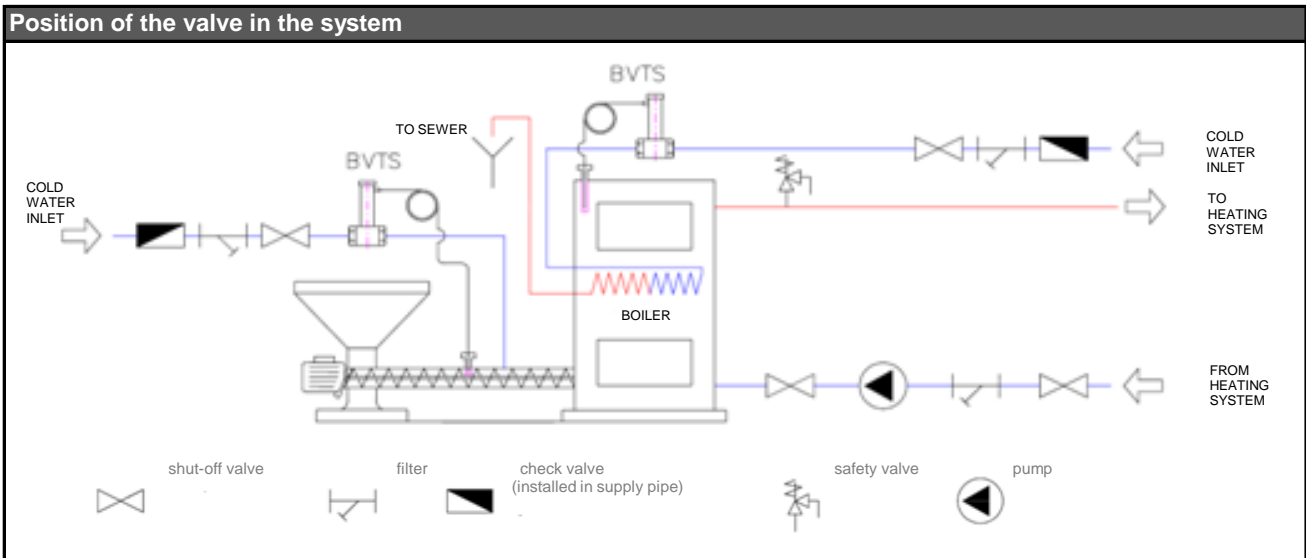 Position of the valve in the system
BVTS
TO SEWER
COLD
WATER
INLET
BVTS
COLD
WATER
INLET
TO
HEATING
SYSTEM
BOILER
FROM
HEATING
SYSTEM
shut-off valve
filter
check valve
(installed in supply pipe)
safety valve
pump